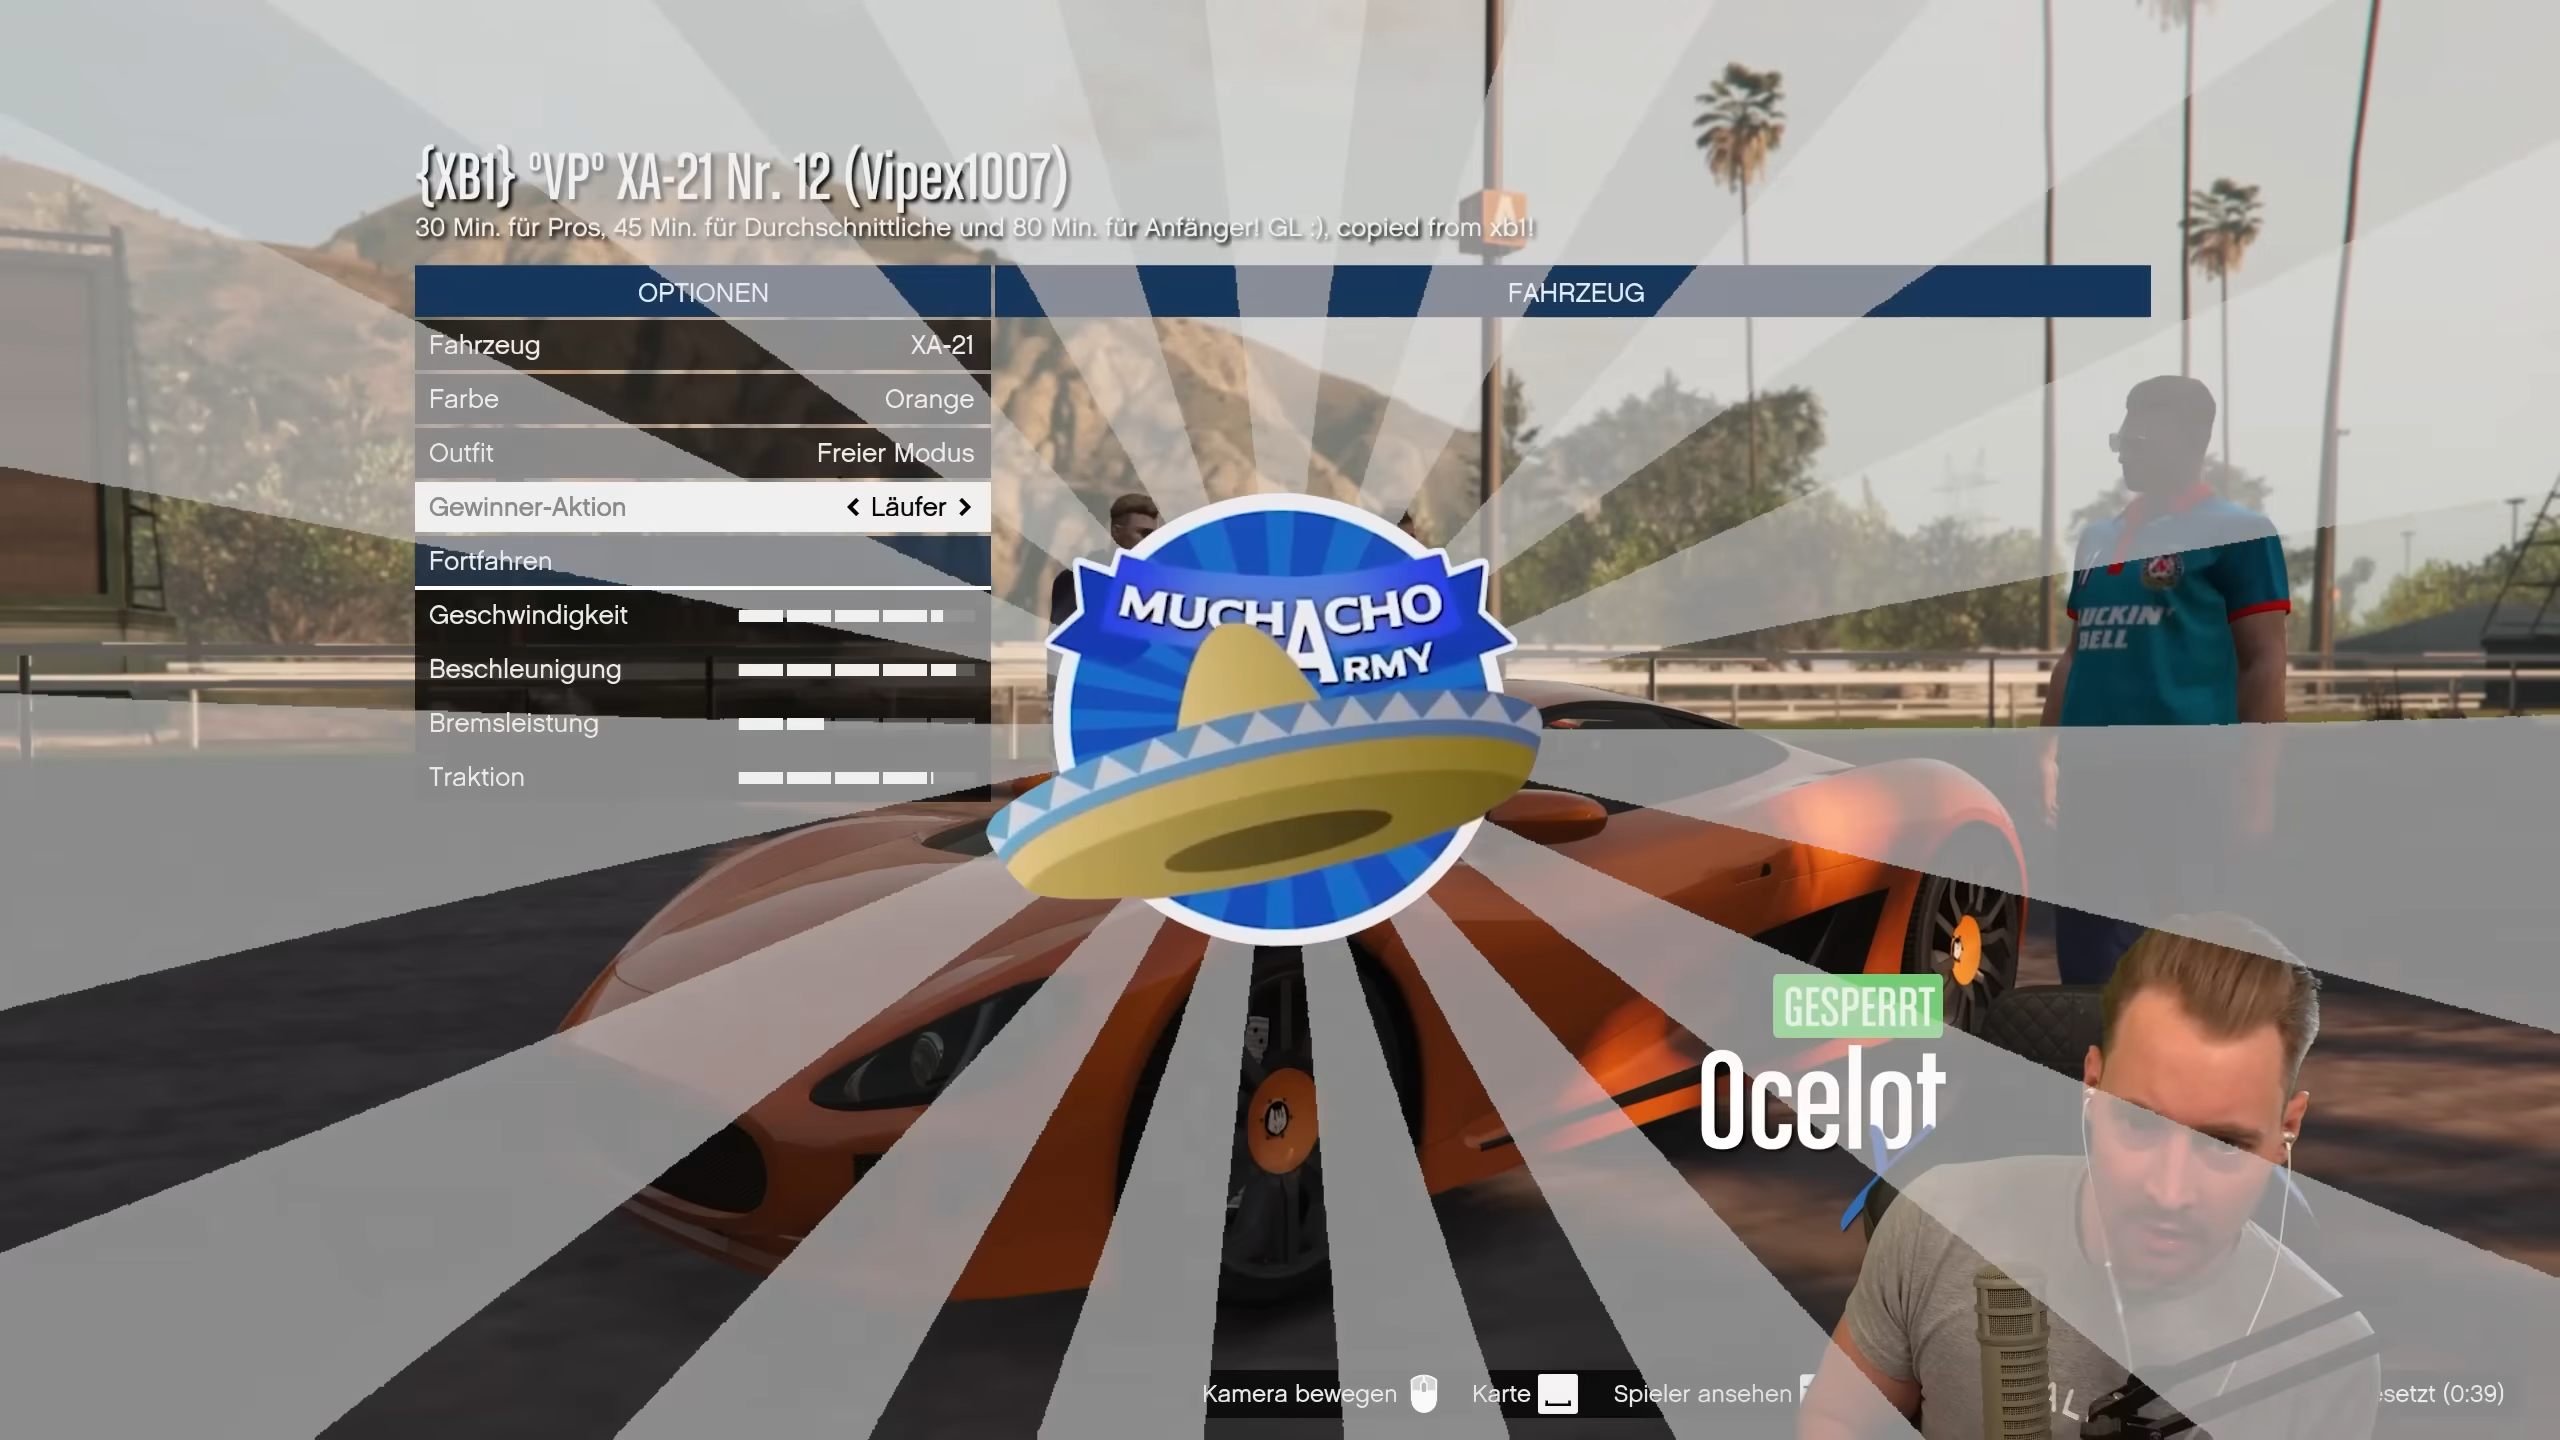 {XB1} ºVPº XA-21 Nr. 12 (Vipex1007)
30 Min. für Pros, 45 Min. für Durchschnittliche und 80 Min. für Anfänger! GL :), copied from xb1!
OPTIONEN
FAHRZEUG
Fahrzeug XA-21
Farbe Orange
Outfit Freier Modus
Gewinner-Aktion < Läufer >
Fortfahren
Geschwindigkeit
Beschleunigung
Bremsleistung
Traktion
MUCHACHO
ARMY
BELL
GESPERRT
Ocelot
Kamera bewegen Karte Spieler ansehen (0:39)